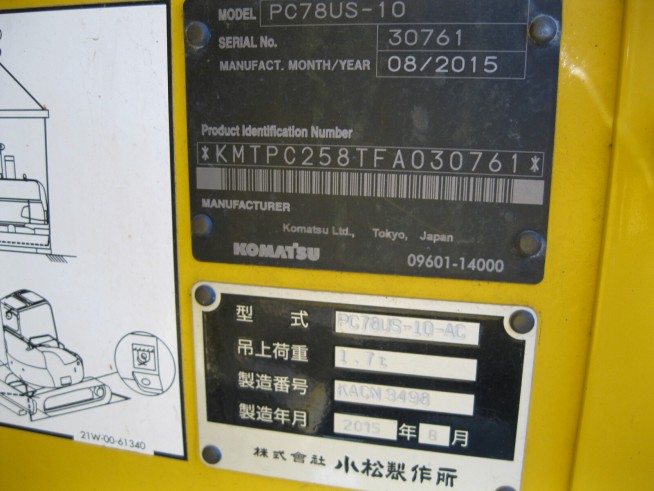 MODEL PC78US-10
SERIAL No. 30761
MANUFACT. MONTH/YEAR 08/2015
Product Identification Number
*KMTPC258TFA030761*
MANUFACTURER
Komatsu Ltd., Tokyo, Japan
KOMATSU 09601-14000
型 式 PC78US-10-AC
吊上荷重 1.7t
製造番号 KACN 3498
製造年月 2015 年 8 月
株式會社 小松製作所
21W-00-61340